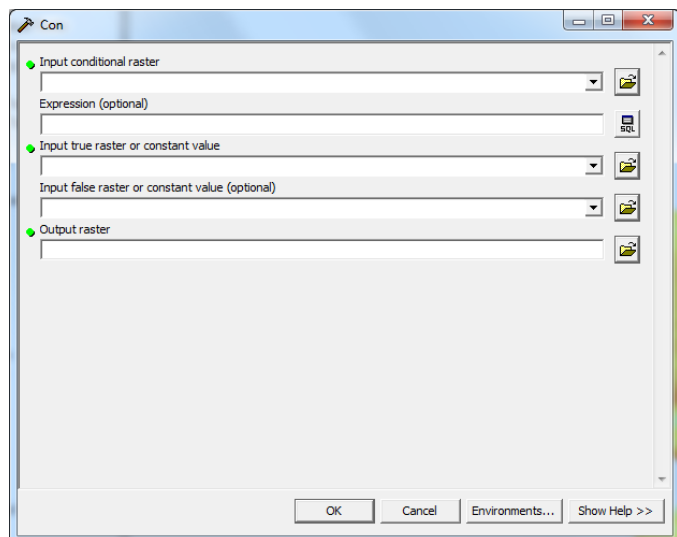 Con
Input conditional raster
Expression (optional)
SQL
Input true raster or constant value
Input false raster or constant value (optional)
Output raster
OK Cancel Environments... Show Help >>